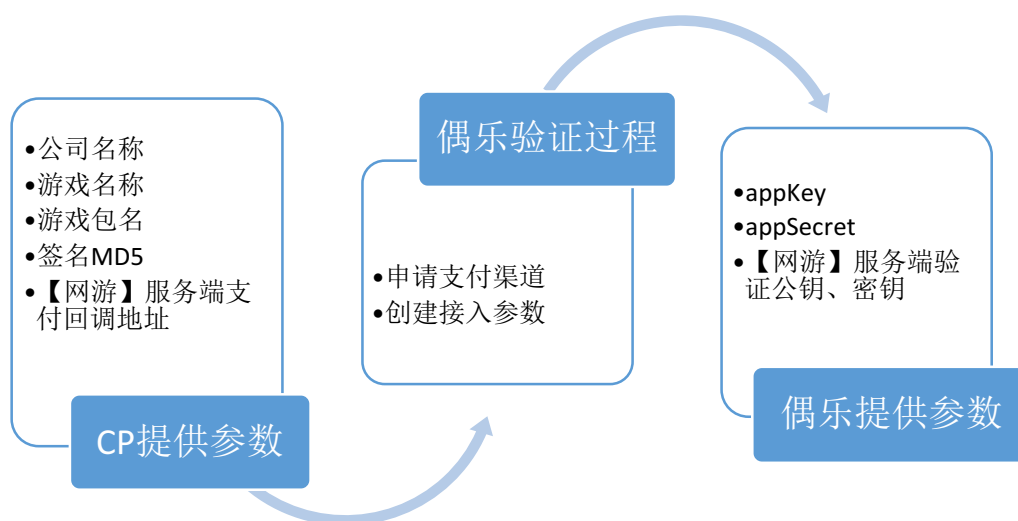 •公司名称
•游戏名称
•游戏包名
•签名MD5
•【网游】服务端支
付回调地址
CP提供参数
偶乐验证过程
•申请支付渠道
•创建接入参数
•appKey
•appSecret
•【网游】服务端验
证公钥、密钥
偶乐提供参数